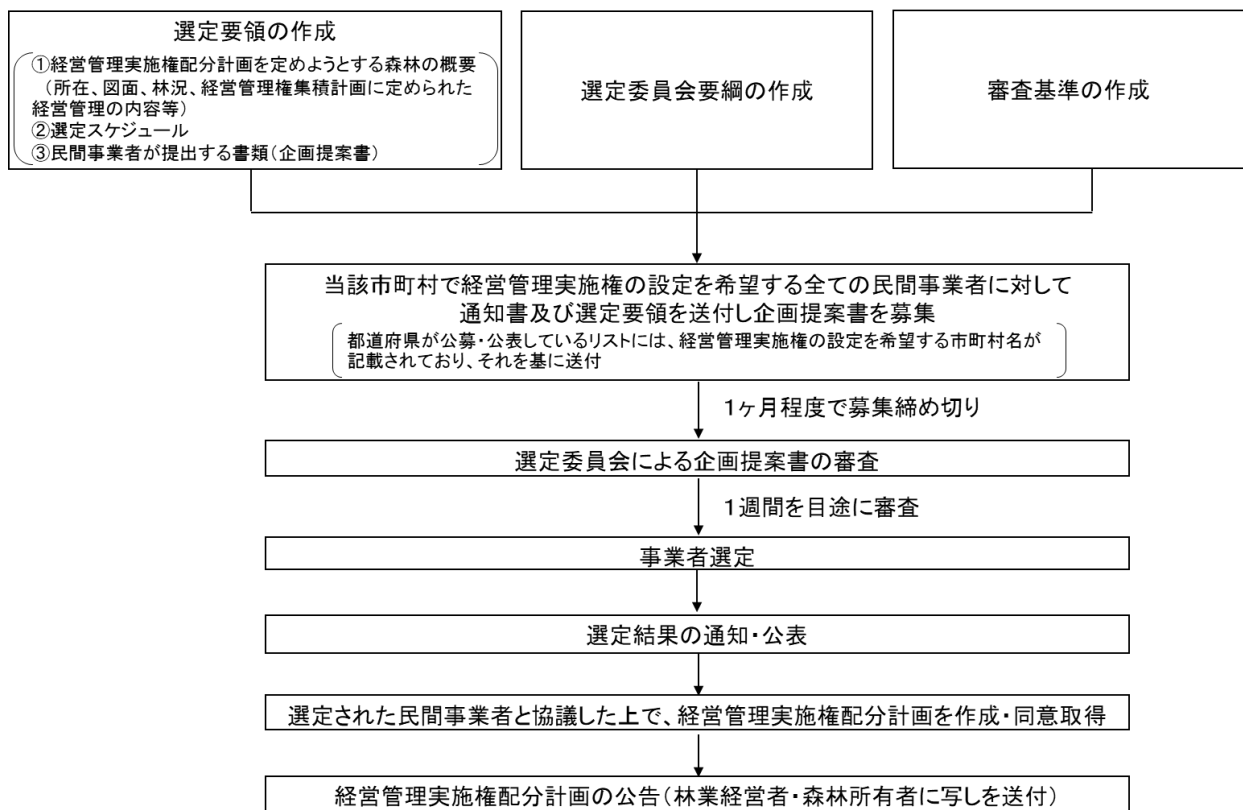 選定要領の作成
①経営管理実施権配分計画を定めようとする森林の概要
（所在、図面、林況、経営管理権集積計画に定められた
経営管理の内容等）
②選定スケジュール
③民間事業者が提出する書類（企画提案書）
選定委員会要綱の作成
審査基準の作成
当該市町村で経営管理実施権の設定を希望する全ての民間事業者に対して
通知書及び選定要領を送付し企画提案書を募集
都道府県が公募・公表しているリストには、経営管理実施権の設定を希望する市町村名が
記載されており、それを基に送付
１ヶ月程度で募集締め切り
選定委員会による企画提案書の審査
１週間を目途に審査
事業者選定
選定結果の通知・公表
選定された民間事業者と協議した上で、経営管理実施権配分計画を作成・同意取得
経営管理実施権配分計画の公告（林業経営者・森林所有者に写しを送付）